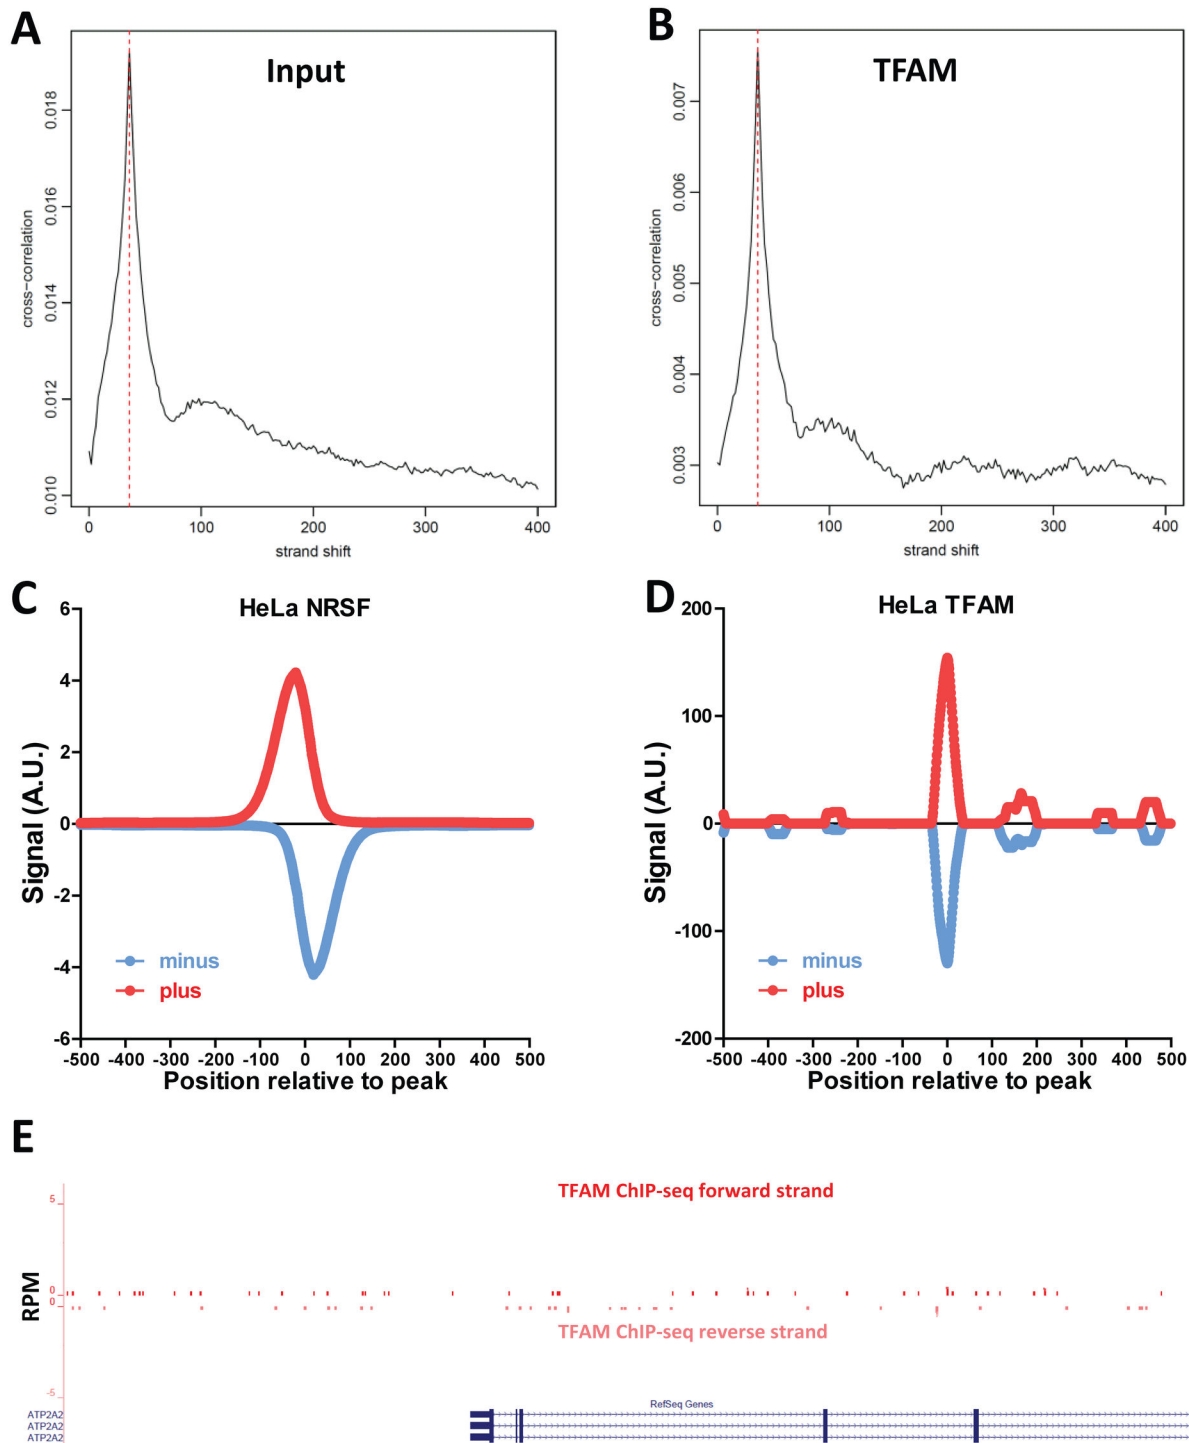 A
Input
cross-correlation
0.018
0.016
0.014
0.012
0.010
0 100 200 300 400
strand shift
B
TFAM
cross-correlation
0.007
0.006
0.005
0.004
0.003
0 100 200 300 400
strand shift
C
HeLa NRSF
Signal (A.U.)
6
4
2
0
-2
-4
-6
minus
plus
-500 -400 -300 -200 -100 0 100 200 300 400 500
Position relative to peak
D
HeLa TFAM
Signal (A.U.)
200
100
0
-100
-200
minus
plus
-500 -400 -300 -200 -100 0 100 200 300 400 500
Position relative to peak
E
TFAM ChIP-seq forward strand
RPM
5
0
0
TFAM ChIP-seq reverse strand
-5
RefSeq Genes
ATP2A2
ATP2A2
ATP2A2